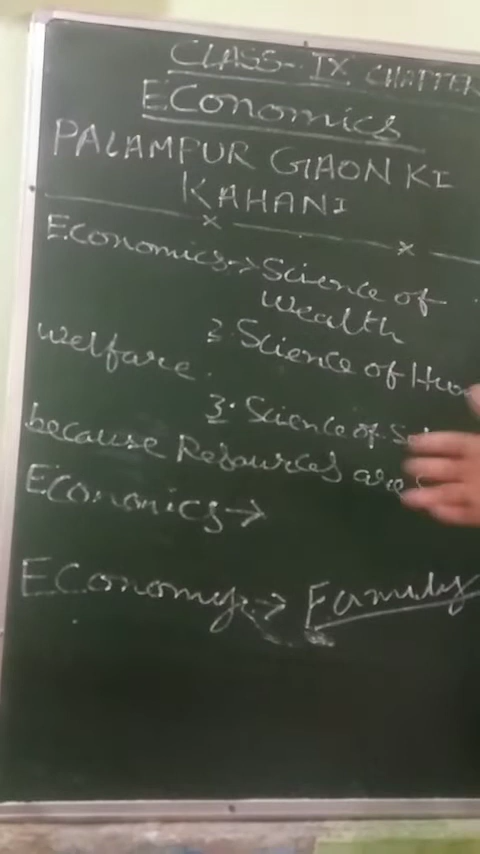 CLASS- IX CHAPTER
ECONOMICS
PALAMPUR GAON KI
KAHANI
x x
Economics→ Science of
Wealth
2 Science of
welfare.
3. Science of
because Resources are
Economics→
Economy→ Family